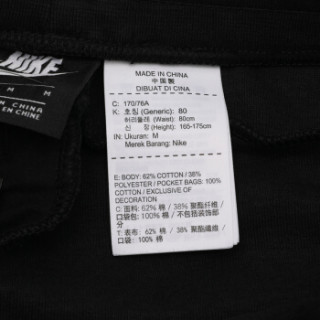 NIKE
M M M
IN CHINA
EN CHINE
MADE IN CHINA
中国製
DIBUAT DI CINA
C: 170/76A
K: 호칭 (Generic): 80
허리둘레 (Waist): 80cm
신 장 (Height): 165-175cm
IN: Ukuran: M
Merek Barang: Nike
E: BODY: 62% COTTON / 38%
POLYESTER / POCKET BAGS: 100%
COTTON / EXCLUSIVE OF
DECORATION
C: 面料: 62% 棉 / 38% 聚酯纤维 /
口袋包: 100% 棉 / 不包括装饰部
分
T: 表布: 62% 棉 / 38% 聚酯纖維 /
口袋: 100% 棉